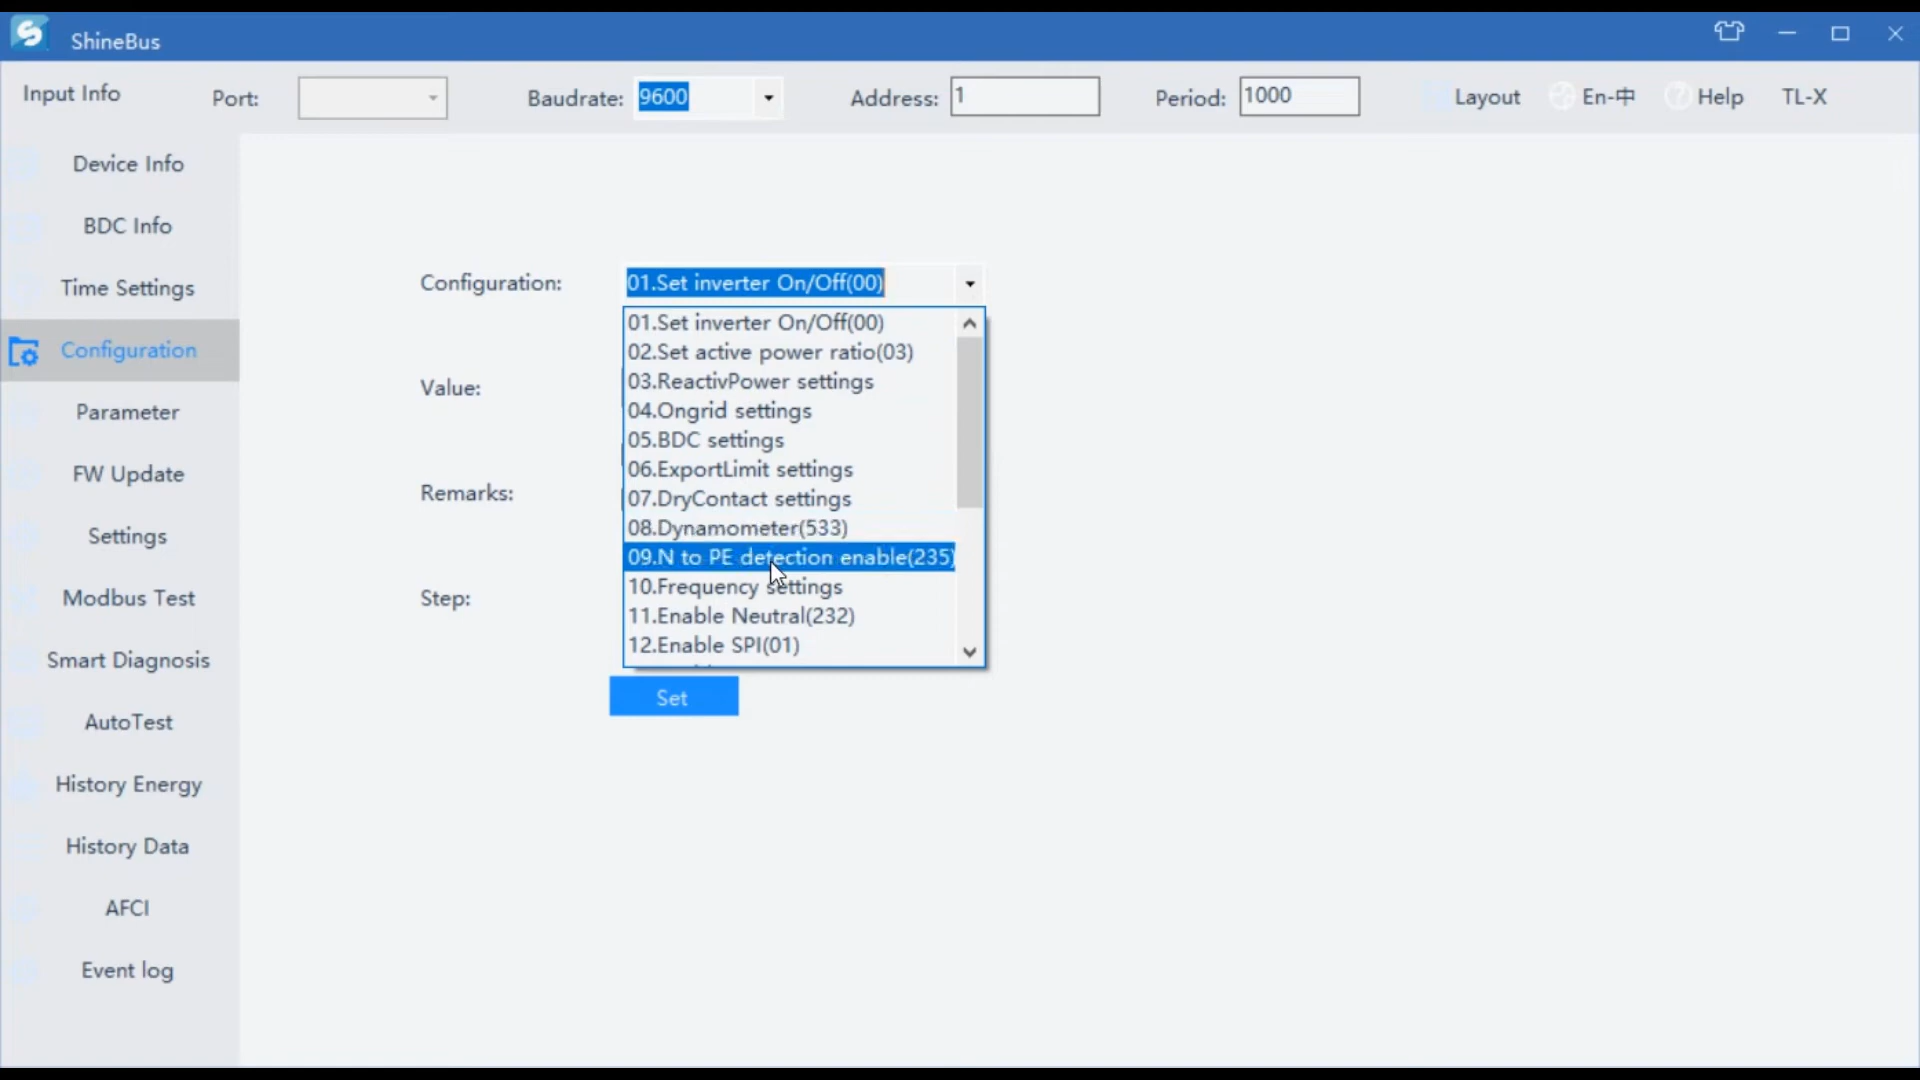 ShineBus
Input Info
Port:
Baudrate: 9600
Address: 1
Period: 1000
Layout
En-中
Help
TL-X
Device Info
BDC Info
Time Settings
Configuration
Parameter
FW Update
Settings
Modbus Test
Smart Diagnosis
AutoTest
History Energy
History Data
AFCI
Event log
Configuration: 01.Set inverter On/Off(00)
01.Set inverter On/Off(00)
02.Set active power ratio(03)
03.ReactivPower settings
04.Ongrid settings
05.BDC settings
06.ExportLimit settings
07.DryContact settings
08.Dynamometer(533)
09.N to PE detection enable(235)
10.Frequency settings
11.Enable Neutral(232)
12.Enable SPI(01)
Value:
Remarks:
Step:
Set